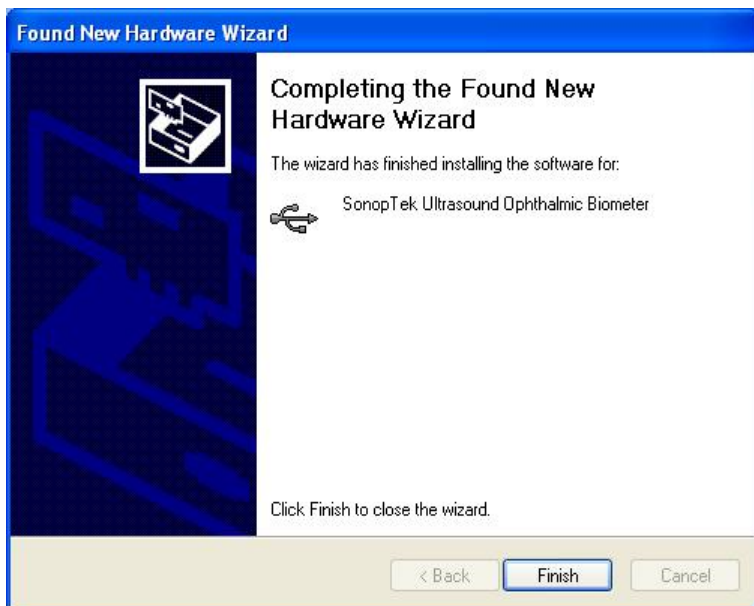 Found New Hardware Wizard
Completing the Found New
Hardware Wizard
The wizard has finished installing the software for:
SonopTek Ultrasound Ophthalmic Biometer
Click Finish to close the wizard.
< Back Finish Cancel